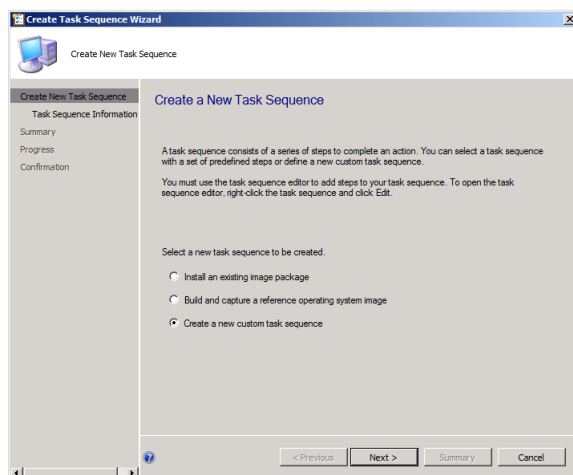 Create Task Sequence Wizard
Create New Task Sequence
Create New Task Sequence
Task Sequence Information
Summary
Progress
Confirmation
Create a New Task Sequence
A task sequence consists of a series of steps to complete an action. You can select a task sequence
with a set of predefined steps or define a new custom task sequence.
You must use the task sequence editor to add steps to your task sequence. To open the task
sequence editor, right-click the task sequence and click Edit.
Select a new task sequence to be created.
Install an existing image package
Build and capture a reference operating system image
Create a new custom task sequence
< Previous
Next >
Summary
Cancel